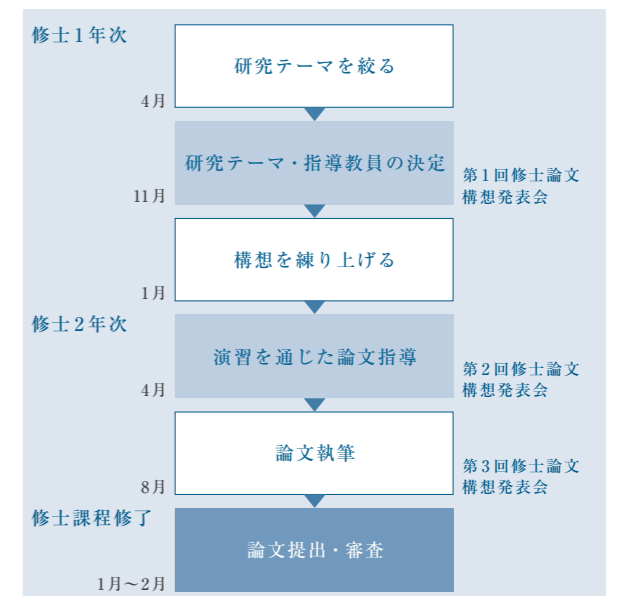 修士1年次
研究テーマを絞る
4月
研究テーマ・指導教員の決定
第1回修士論文
構想発表会
11月
構想を練り上げる
1月
修士2年次
演習を通じた論文指導
第2回修士論文
構想発表会
4月
論文執筆
第3回修士論文
構想発表会
8月
修士課程修了
論文提出・審査
1月～2月